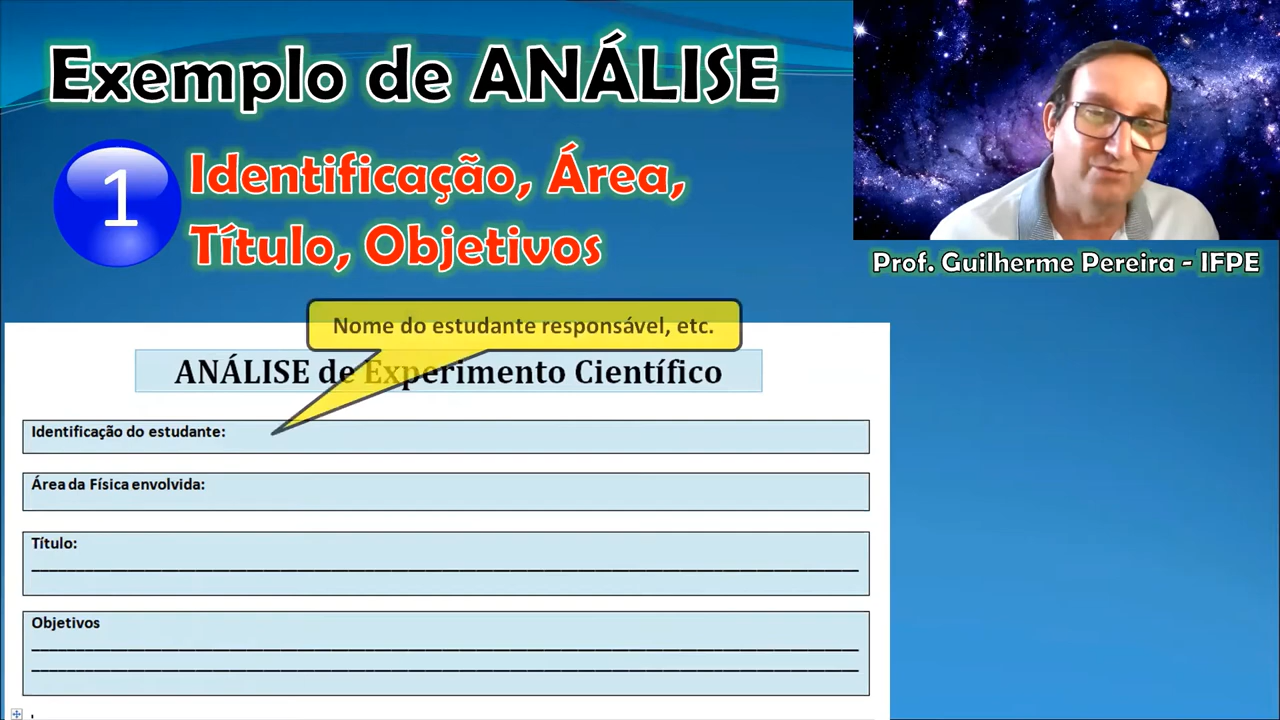 Exemplo de ANÁLISE
1
Identificação, Área,
Título, Objetivos
Prof. Guilherme Pereira - IFPE
Nome do estudante responsável, etc.
ANÁLISE de Experimento Científico
Identificação do estudante:
Área da Física envolvida:
Título:
Objetivos